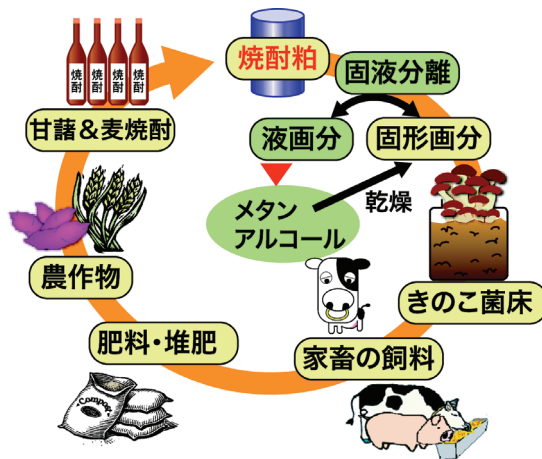 焼酎粕
固液分離
焼酎
焼酎
焼酎
焼酎
甘藷＆麦焼酎
液画分
固形画分
メタン
アルコール
乾燥
農作物
きのこ菌床
肥料・堆肥
家畜の飼料
Compost